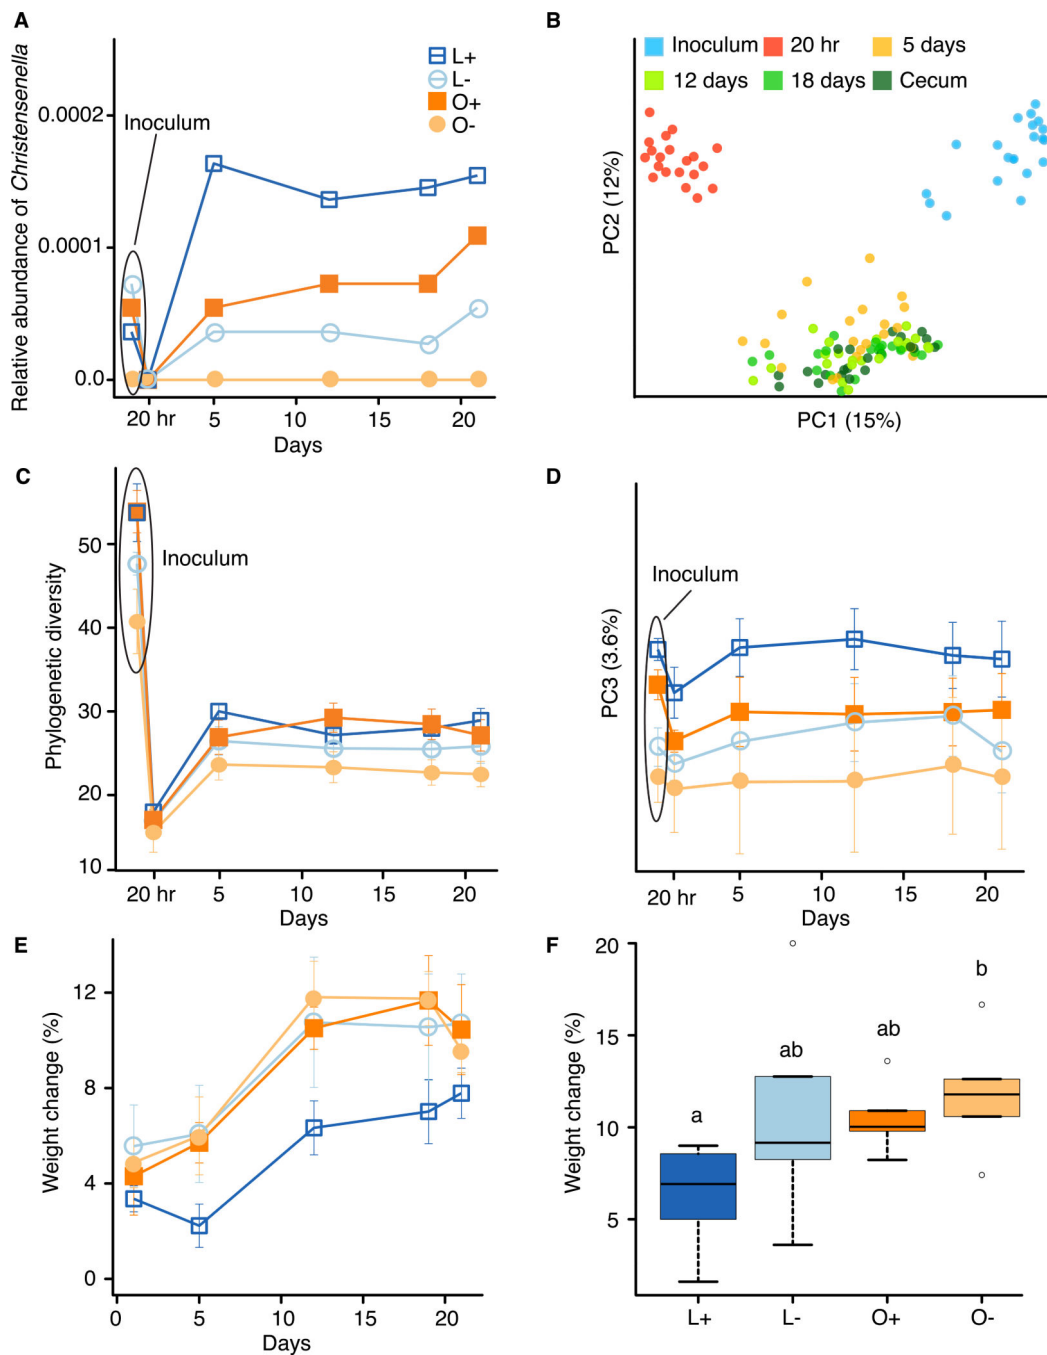 A
Relative abundance of Christensenella
0.0002
0.0001
0.0
Inoculum
L+
L-
O+
O-
20 hr 5 10 15 20
Days
B
Inoculum 20 hr 5 days
12 days 18 days Cecum
PC2 (12%)
PC1 (15%)
C
Phylogenetic diversity
50
40
30
20
10
Inoculum
20 hr 5 10 15 20
Days
D
PC3 (3.6%)
Inoculum
20 hr 5 10 15 20
Days
E
Weight change (%)
12
8
4
0
0 5 10 15 20
Days
F
Weight change (%)
20
15
10
5
a
ab
ab
b
L+ L- O+ O-